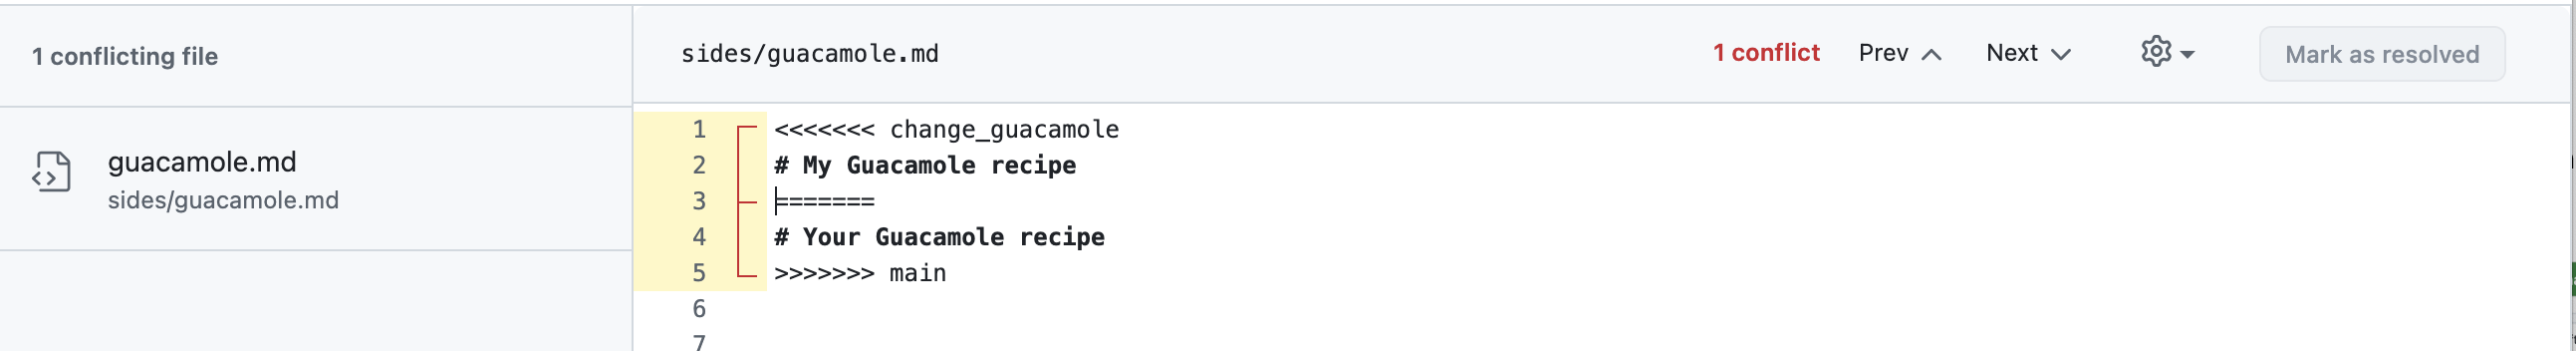 1 conflicting file
guacamole.md
sides/guacamole.md
sides/guacamole.md 1 conflict Prev Next Mark as resolved
1 <<<<<<< change_guacamole
2 # My Guacamole recipe
3 =======
4 # Your Guacamole recipe
5 >>>>>>> main
6
7